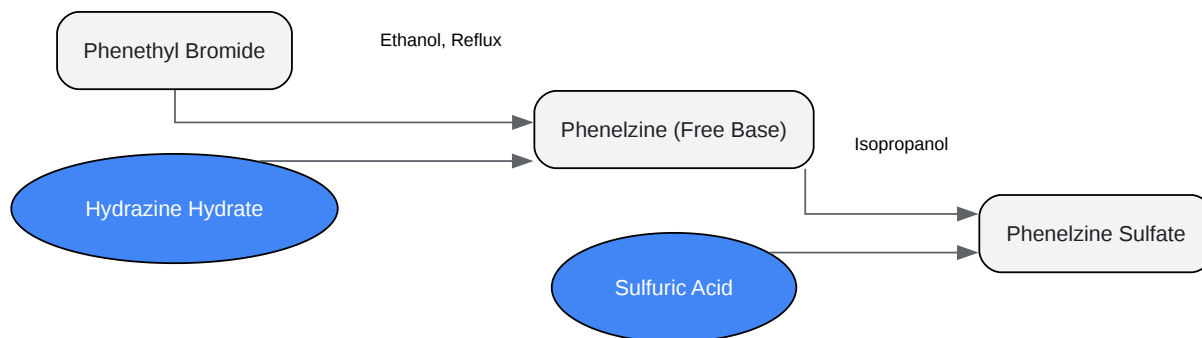 Phenethyl Bromide
Ethanol, Reflux
Phenelzine (Free Base)
Isopropanol
Hydrazine Hydrate
Phenelzine Sulfate
Sulfuric Acid